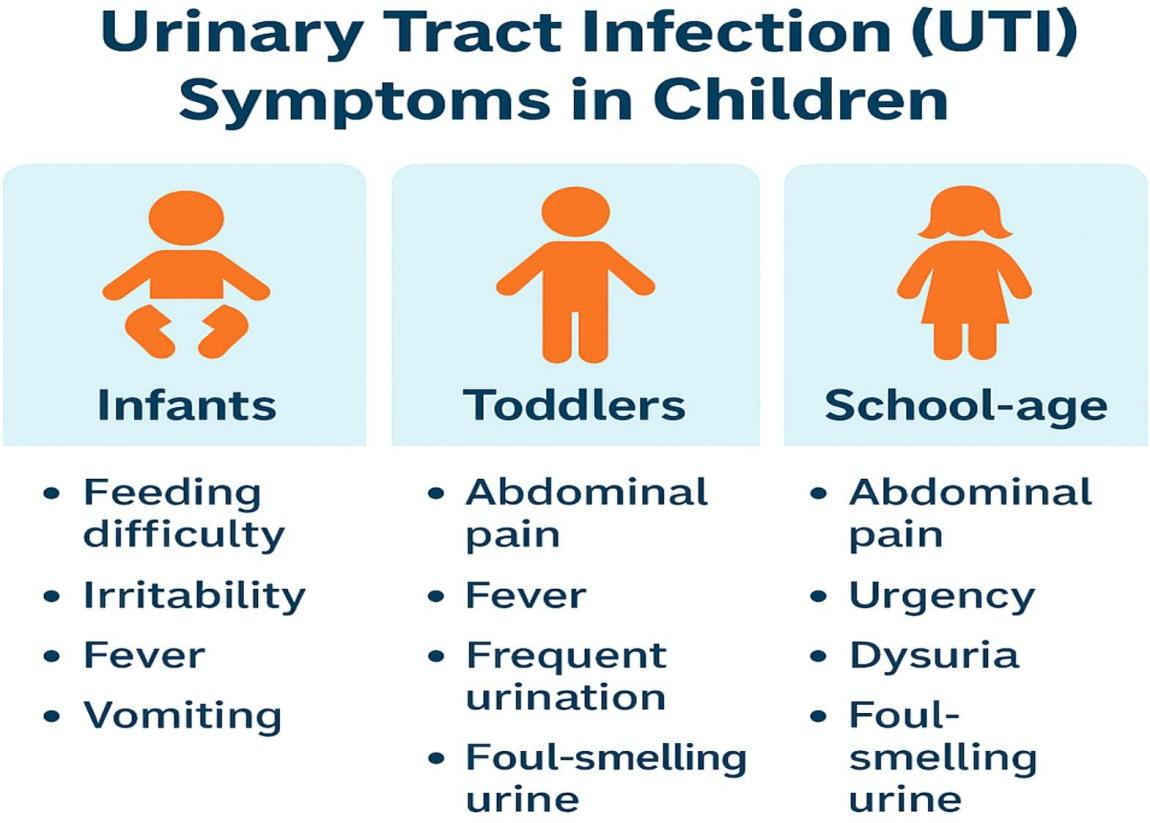 Urinary Tract Infection (UTI)
Symptoms in Children
Infants
• Feeding
difficulty
• Irritability
• Fever
• Vomiting
Toddlers
• Abdominal
pain
• Fever
• Frequent
urination
• Foul-smelling
urine
School-age
• Abdominal
pain
• Urgency
• Dysuria
• Foul-
smelling
urine